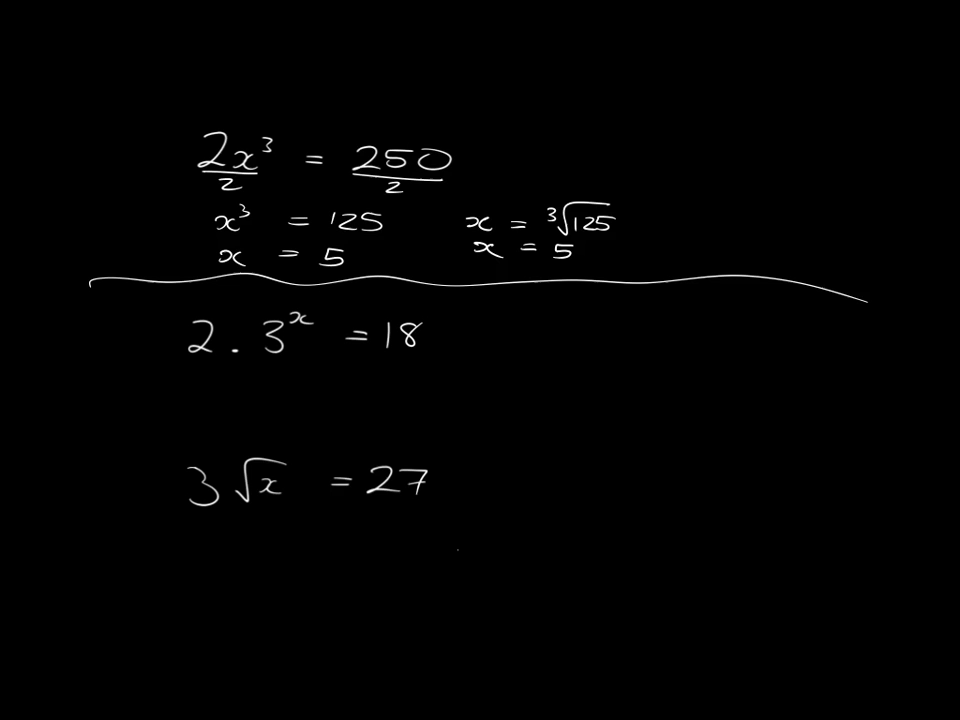 2x³ = 250
2 2
x³ = 125 x = ³√125
x = 5 x = 5
2 . 3ˣ = 18
3 √x = 27